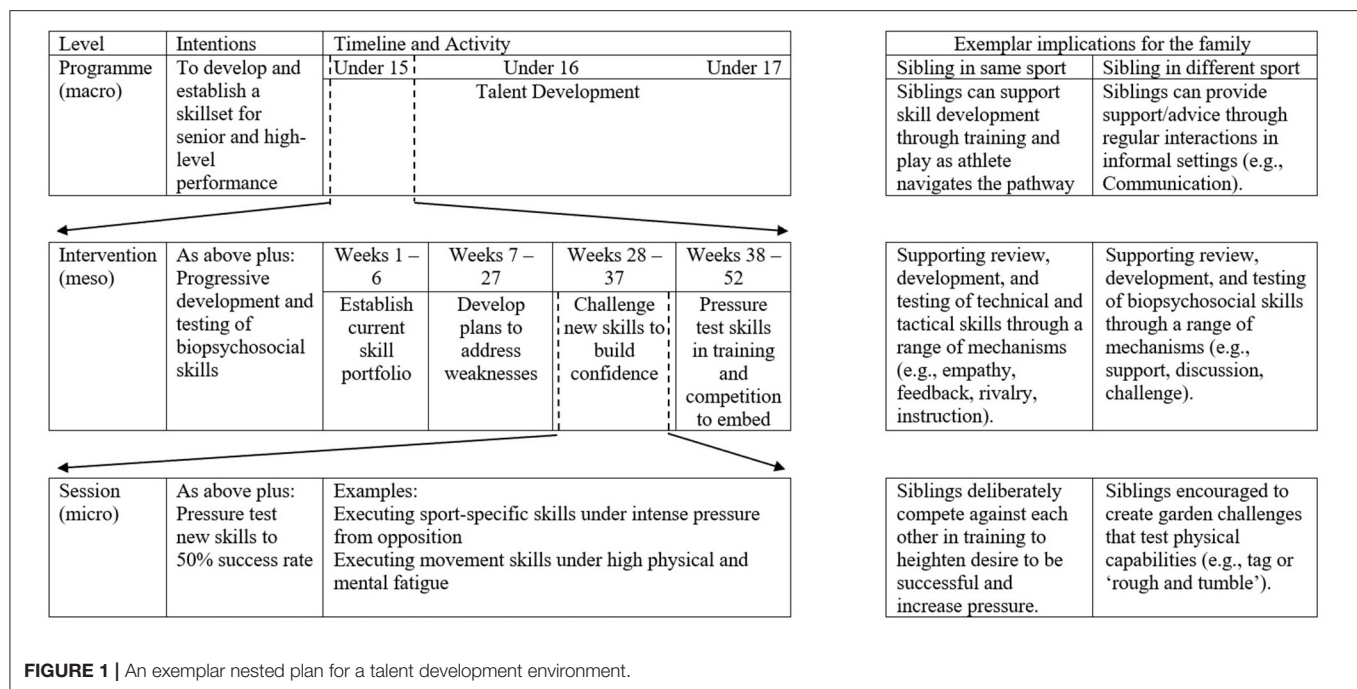 Level
Intentions
Timeline and Activity
Programme
(macro)
To develop and
establish a
skillset for
senior and high-
level
performance
Under 15
Under 16
Under 17
Talent Development
Exemplar implications for the family
Sibling in same sport
Sibling in different sport
Siblings can support
skill development
through training and
play as athlete
navigates the pathway
Siblings can provide
support/advice through
regular interactions in
informal settings (e.g.,
Communication).
Intervention
(meso)
As above plus:
Progressive
development and
testing of
biopsychosocial
skills
Weeks 1 –
6
Weeks 7 –
27
Weeks 28 –
37
Weeks 38 –
52
Establish
current
skill
portfolio
Develop
plans to
address
weaknesses
Challenge
new skills to
build
confidence
Pressure
test skills
in training
and
competition
to embed
Supporting review,
development, and
testing of technical and
tactical skills through a
range of mechanisms
(e.g., empathy,
feedback, rivalry,
instruction).
Supporting review,
development, and testing
of biopsychosocial skills
through a range of
mechanisms (e.g.,
support, discussion,
challenge).
Session
(micro)
As above plus:
Pressure test
new skills to
50% success rate
Examples:
Executing sport-specific skills under intense pressure
from opposition
Executing movement skills under high physical and
mental fatigue
Siblings deliberately
compete against each
other in training to
heighten desire to be
successful and
increase pressure.
Siblings encouraged to
create garden challenges
that test physical
capabilities (e.g., tag or
‘rough and tumble’).
FIGURE 1 | An exemplar nested plan for a talent development environment.